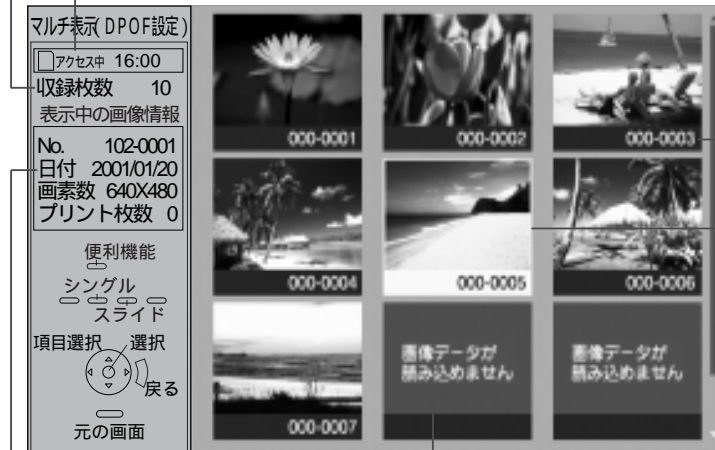 マルチ表示(DPOF設定)
アクセス中 16:00
収録枚数 10
表示中の画像情報
No. 102-0001
日付 2001/01/20
画素数 640X480
プリント枚数 0
便利機能
シングル
スライド
項目選択 選択
戻る
元の画面
000-0001
000-0002
000-0003
000-0004
000-0005
000-0006
000-0007
画像データが
読み込めません
画像データが
読み込めません